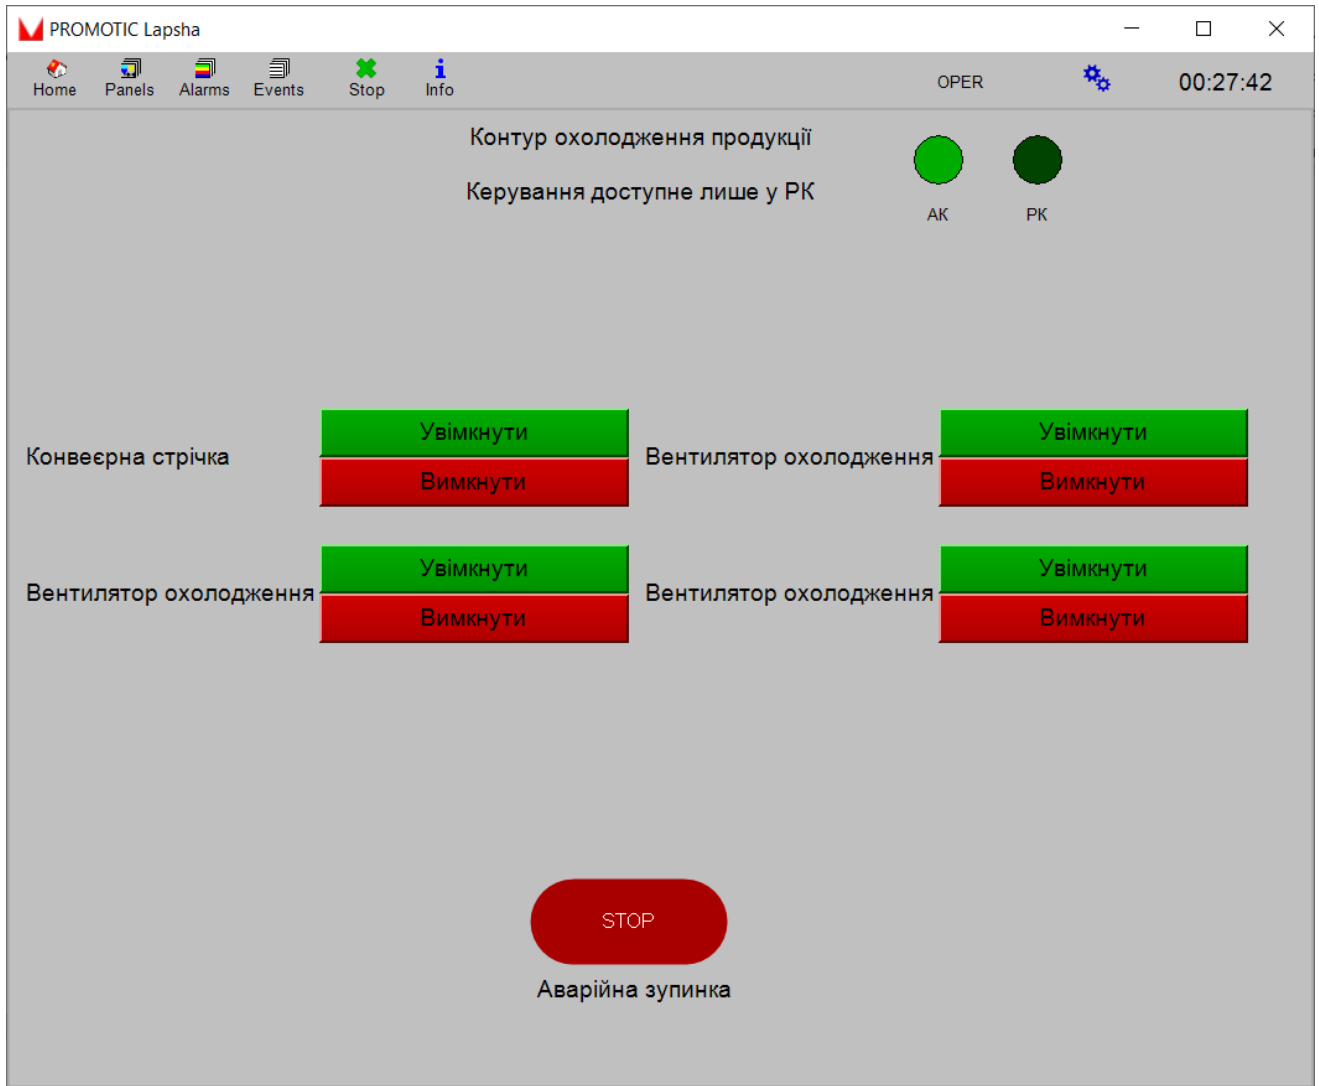 PROMOTIC Lapsha
Home Panels Alarms Events Stop Info OPER 00:27:42
Контур охолодження продукції
Керування доступне лише у РК
АК РК
Конвеєрна стрічка
Увімкнути
Вимкнути
Вентилятор охолодження
Увімкнути
Вимкнути
Вентилятор охолодження
Увімкнути
Вимкнути
Вентилятор охолодження
Увімкнути
Вимкнути
STOP
Аварійна зупинка